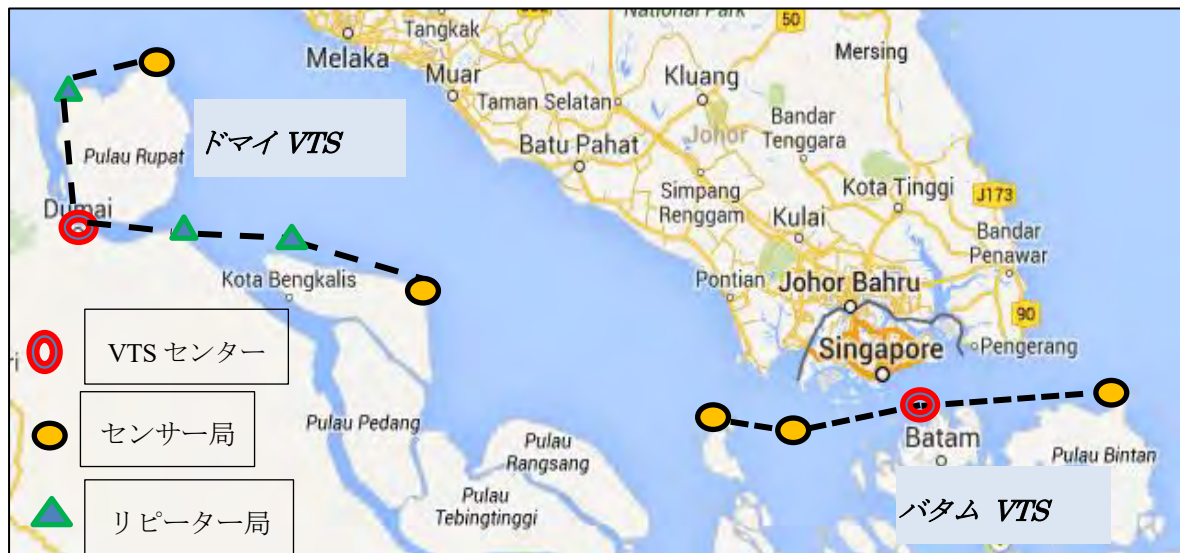 National Park
Tangkak
50
Melaka
Mersing
Muar
Kluang
Taman Selatan
Bandar
Tenggara
Johor
ドマイ VTS
Pulau Rupat
Batu Pahat
Simpang
Renggam
Kota Tinggi
J173
Dumai
Kulai
Bandar
Penawar
Kota Bengkalis
Pontian
Johor Bahru
90
VTS センター
Singapore
Pengerang
センサー局
Pulau Pedang
Pulau
Rangsang
Batam
Pulau Bintan
リピーター局
Pulau
Tebingtinggi
バタム VTS